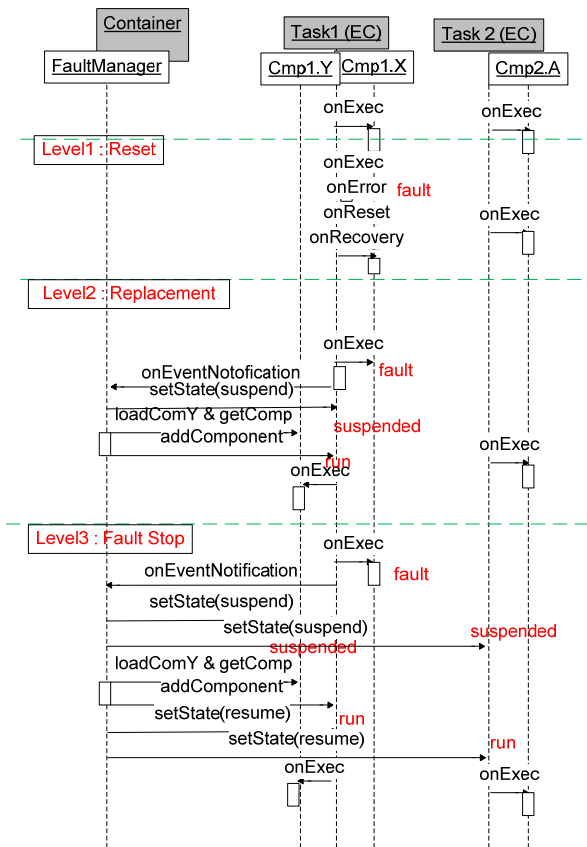 Container
Task1 (EC)
Task 2 (EC)
FaultManager
Cmp1.Y
Cmp1.X
Cmp2.A
onExec
onExec
Level1 : Reset
onExec
onError
fault
onReset
onExec
onRecovery
Level2 : Replacement
onExec
onEventNotofication
fault
setState(suspend)
loadComY & getComp
suspended
addComponent
onExec
run
onExec
Level3 : Fault Stop
onExec
onEventNotification
fault
setState(suspend)
setState(suspend)
suspended
suspended
loadComY & getComp
addComponent
setState(resume)
run
setState(resume)
run
onExec
onExec